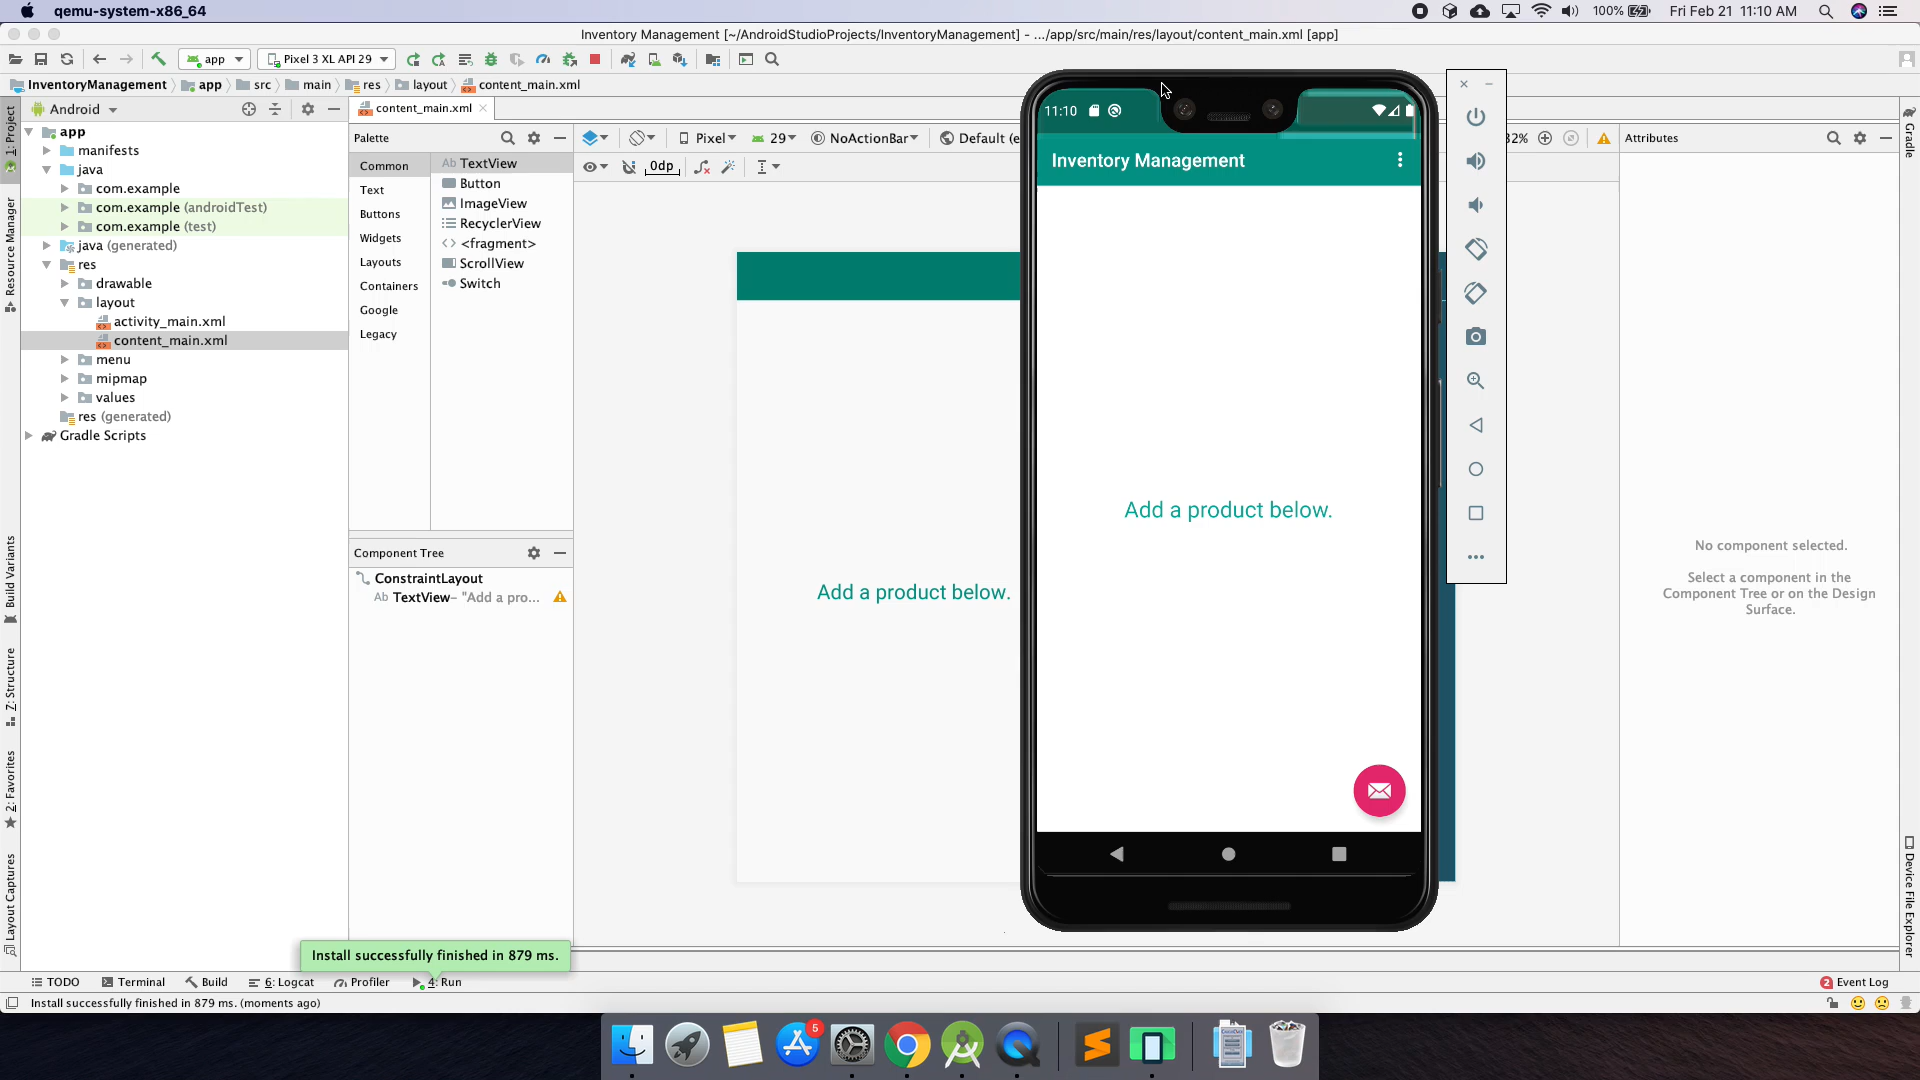 qemu-system-x86_64
100%
Fri Feb 21 11:10 AM
Inventory Management [~/AndroidStudioProjects/InventoryManagement] - .../app/src/main/res/layout/content_main.xml [app]
app
Pixel 3 XL API 29
InventoryManagement
app
src
main
res
layout
content_main.xml
1: Project
Resource Manager
Build Variants
Z: Structure
2: Favorites
Layout Captures
Android
app
manifests
java
com.example
com.example (androidTest)
com.example (test)
java (generated)
res
drawable
layout
activity_main.xml
content_main.xml
menu
mipmap
values
res (generated)
Gradle Scripts
content_main.xml
Palette
Common
Text
Buttons
Widgets
Layouts
Containers
Google
Legacy
Ab TextView
Button
ImageView
RecyclerView
<fragment>
ScrollView
Switch
Component Tree
ConstraintLayout
Ab TextView– "Add a pro...
Pixel
29
NoActionBar
Default (e
0dp
Add a product below.
11:10
Inventory Management
Add a product below.
32%
Attributes
No component selected.
Select a component in the
Component Tree or on the Design
Surface.
Gradle
Device File Explorer
Install successfully finished in 879 ms.
TODO
Terminal
Build
6: Logcat
Profiler
4: Run
2 Event Log
Install successfully finished in 879 ms. (moments ago)
5